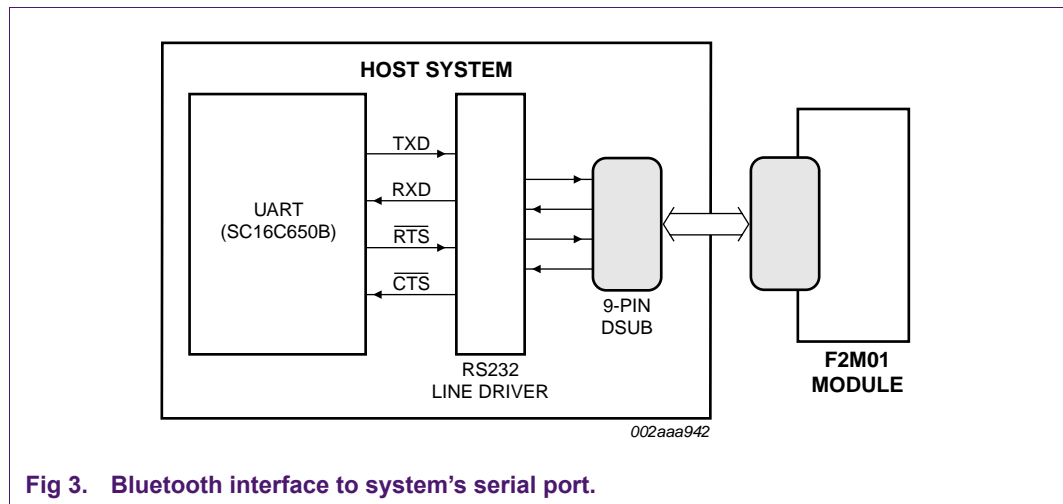 HOST SYSTEM
UART
(SC16C650B)
TXD
RXD
RTS
CTS
RS232
LINE DRIVER
9-PIN
DSUB
F2M01
MODULE
002aaa942
Fig 3. Bluetooth interface to system’s serial port.